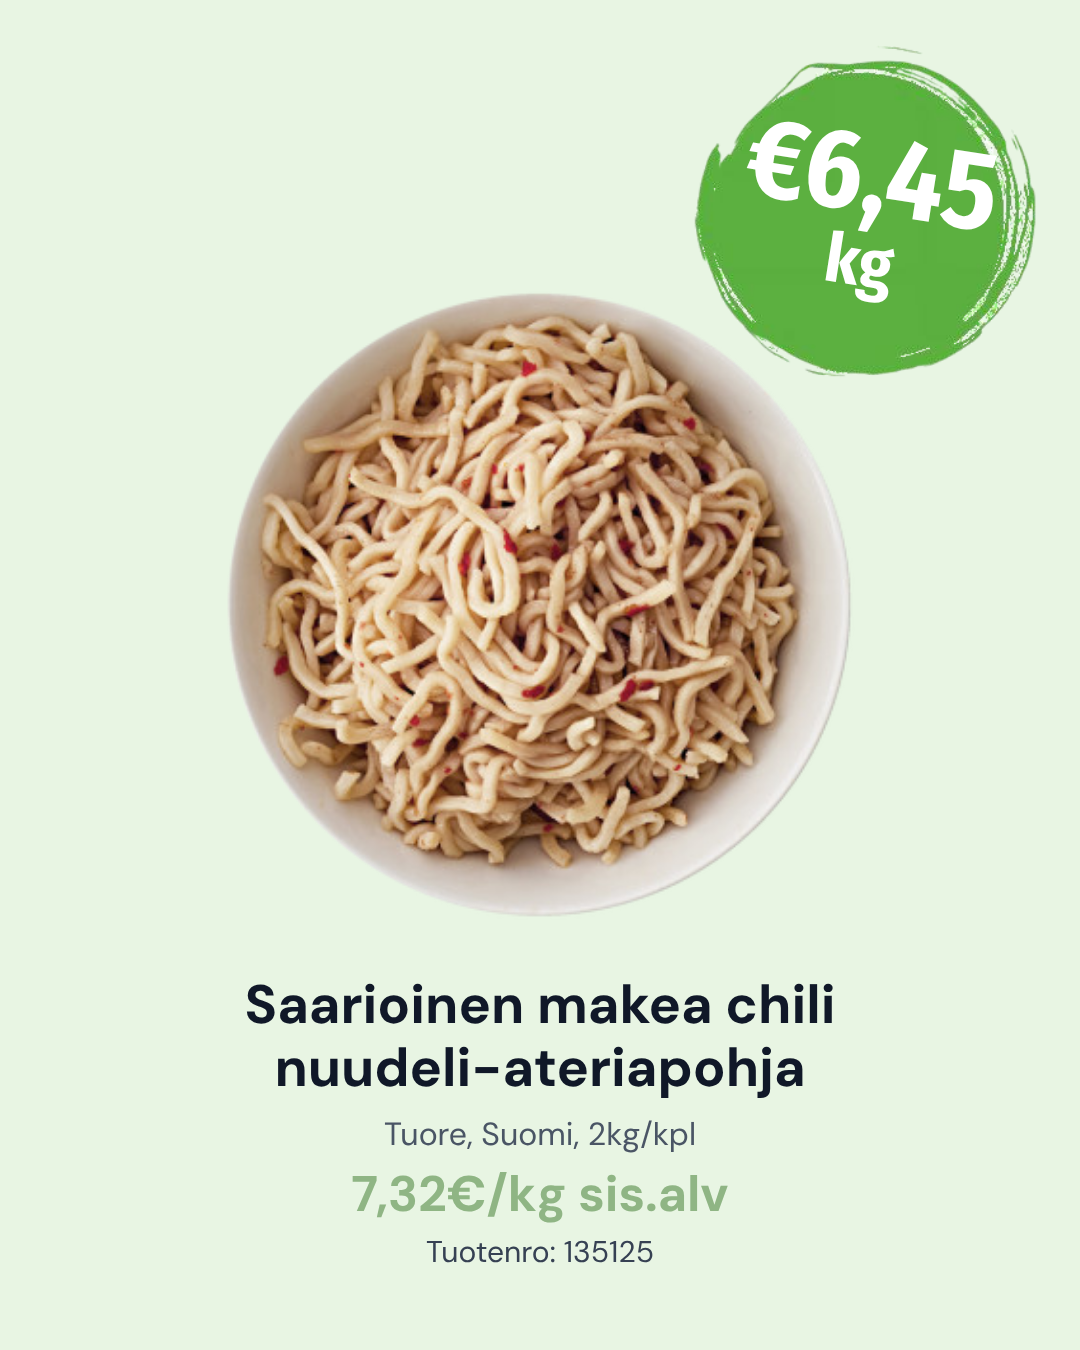 €6,45
kg
Saarioinen makea chili
nuudeli-ateriapohja
Tuore, Suomi, 2kg/kpl
7,32€/kg sis.alv
Tuotenro: 135125